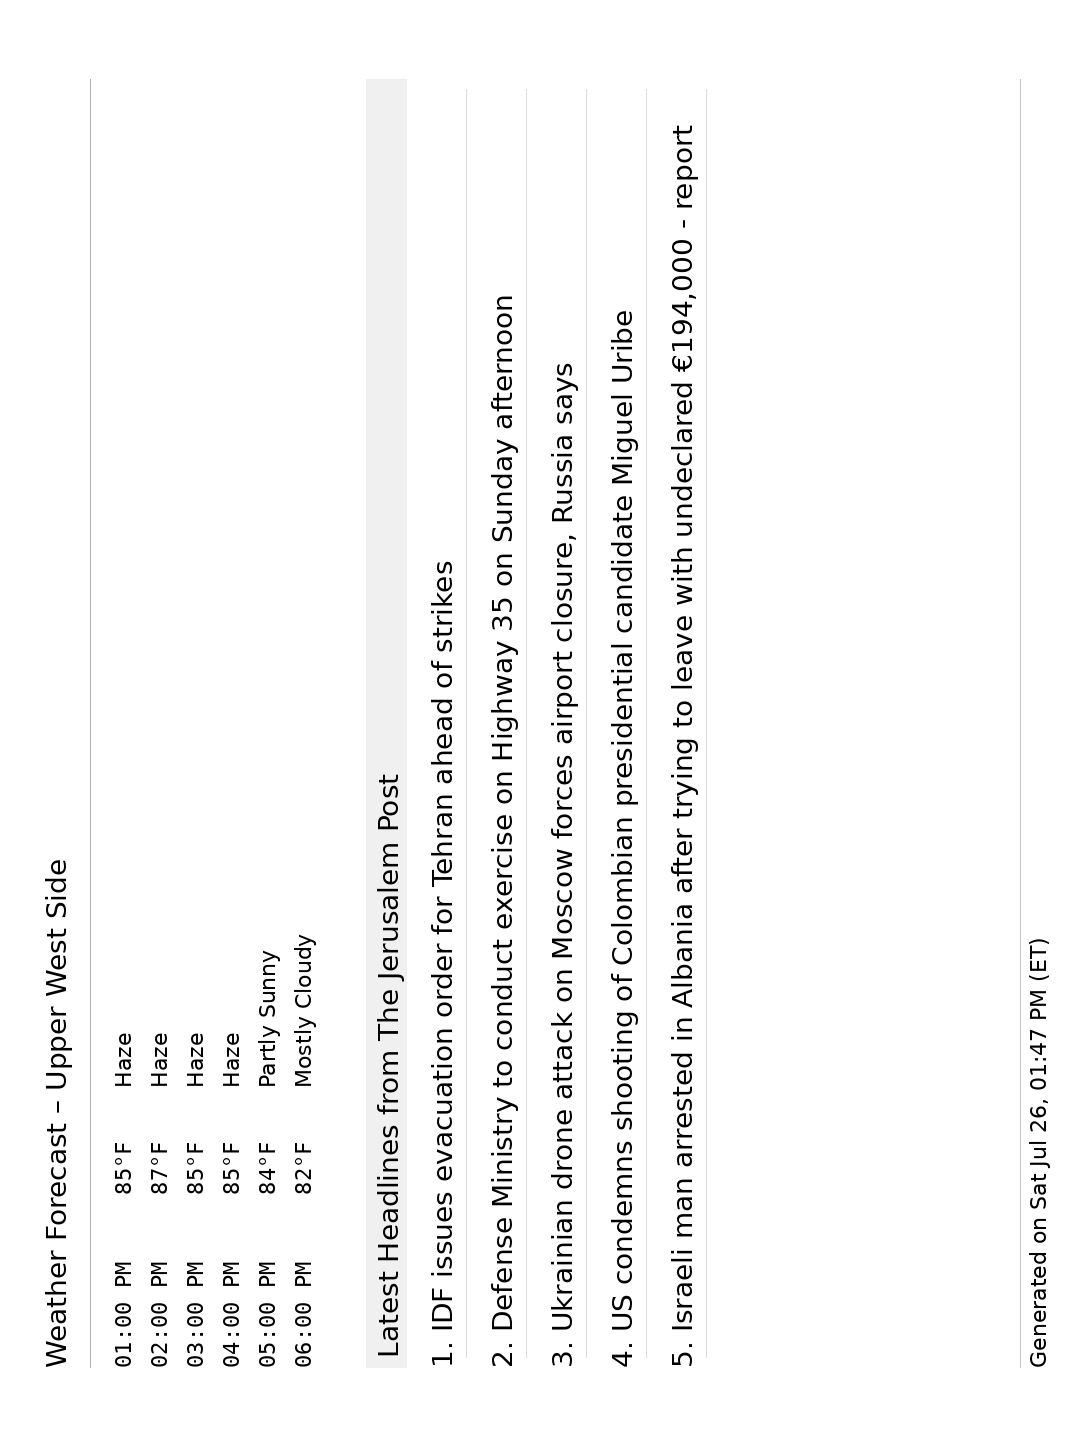 Weather Forecast – Upper West Side
01:00 PM 85°F Haze
02:00 PM 87°F Haze
03:00 PM 85°F Haze
04:00 PM 85°F Haze
05:00 PM 84°F Partly Sunny
06:00 PM 82°F Mostly Cloudy
Latest Headlines from The Jerusalem Post
1. IDF issues evacuation order for Tehran ahead of strikes
2. Defense Ministry to conduct exercise on Highway 35 on Sunday afternoon
3. Ukrainian drone attack on Moscow forces airport closure, Russia says
4. US condemns shooting of Colombian presidential candidate Miguel Uribe
5. Israeli man arrested in Albania after trying to leave with undeclared €194,000 - report
Generated on Sat Jul 26, 01:47 PM (ET)